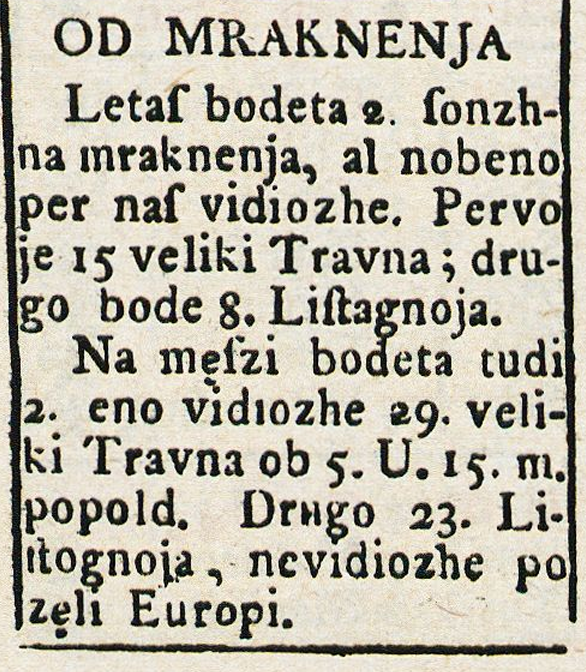 OD MRAKNENJA
Letaſ bodeta 2. ſonzh-
na mraknenja, al nobeno
per naſ vidiozhe. Pervo
je 15 veliki Travna; dru-
go bode 8. Liſtagnoja.
Na męſzi bodeta tudi
2. eno vidiozhe 29. veli-
ki Travna ob 5. U. 15. m.
popold. Drugo 23. Li-
ſtognoja, nevidiozhe po
zęli Europi.